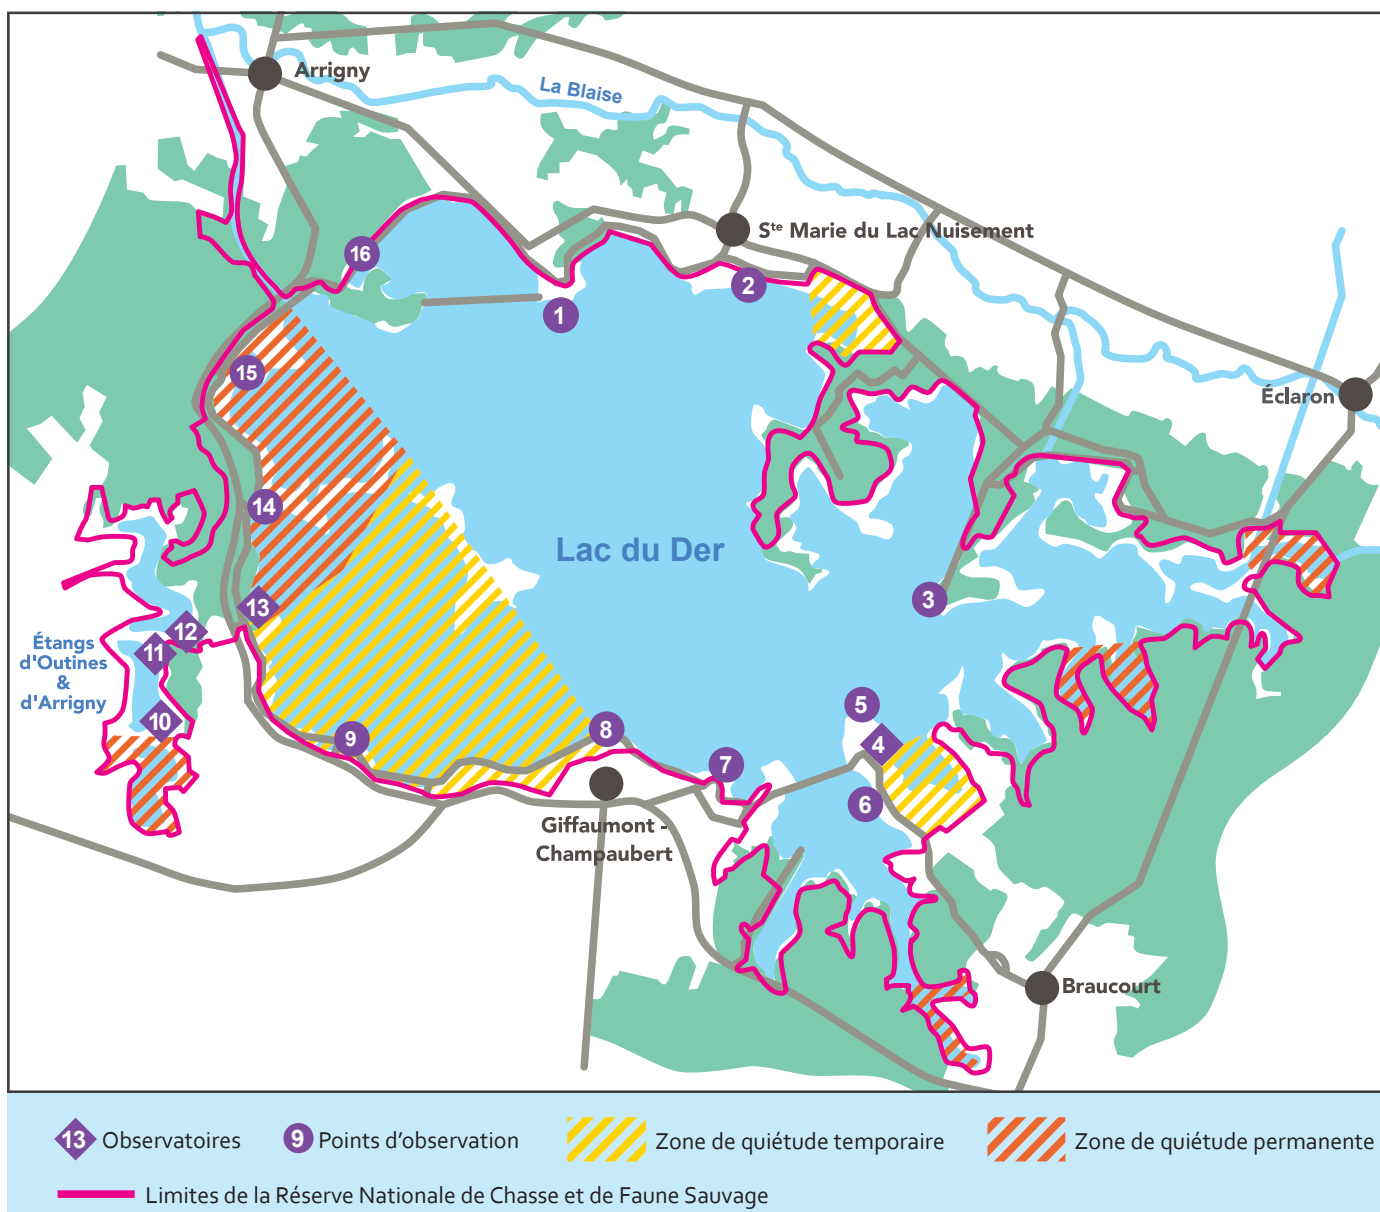 Arrigny
La Blaise
Sᵗᵉ Marie du Lac Nuisement
16
1
2
15
Éclaron
14
Lac du Der
13
3
12
11
Étangs
d'Outines
&
d'Arrigny
10
5
4
9
8
7
6
Giffaumont -
Champaubert
Braucourt
13 Observatoires
9 Points d'observation
Zone de quiétude temporaire
Zone de quiétude permanente
Limites de la Réserve Nationale de Chasse et de Faune Sauvage